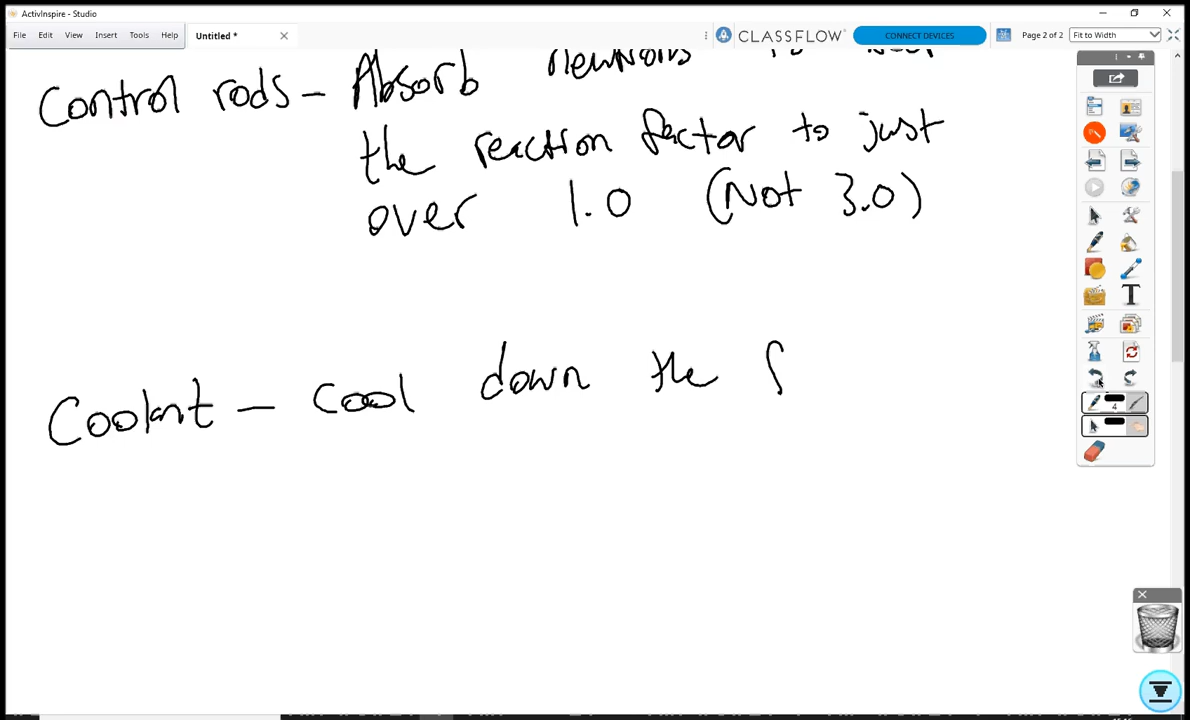 ActivInspire - Studio
File Edit View Insert Tools Help Untitled * CLASSFLOW CONNECT DEVICES Page 2 of 2 Fit to Width
Control rods - Absorb neutrons to
the reaction factor to just
over 1.0 (Not 3.0)
Coolant - cool down the
T
4